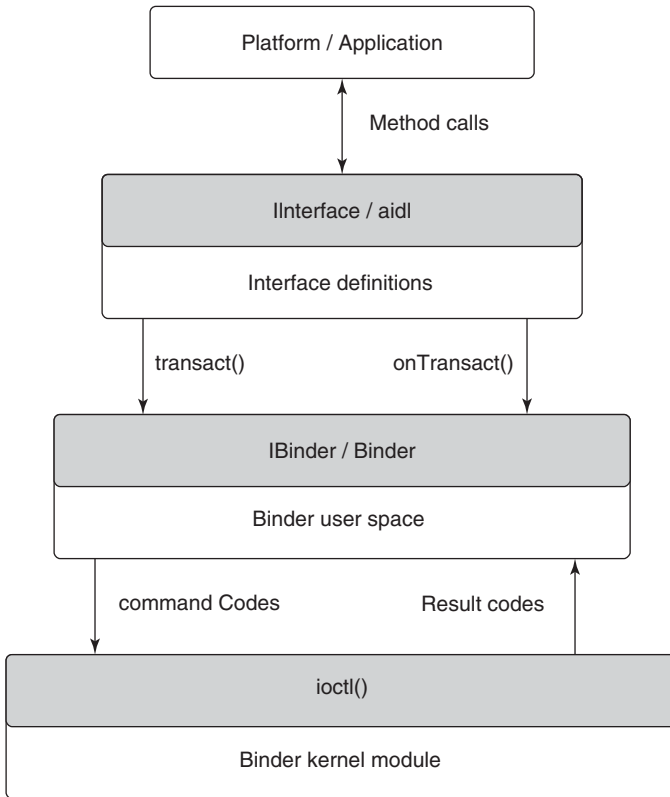 Platform / Application
Method calls
IInterface / aidl
Interface definitions
transact()
onTransact()
IBinder / Binder
Binder user space
command Codes
Result codes
ioctl()
Binder kernel module